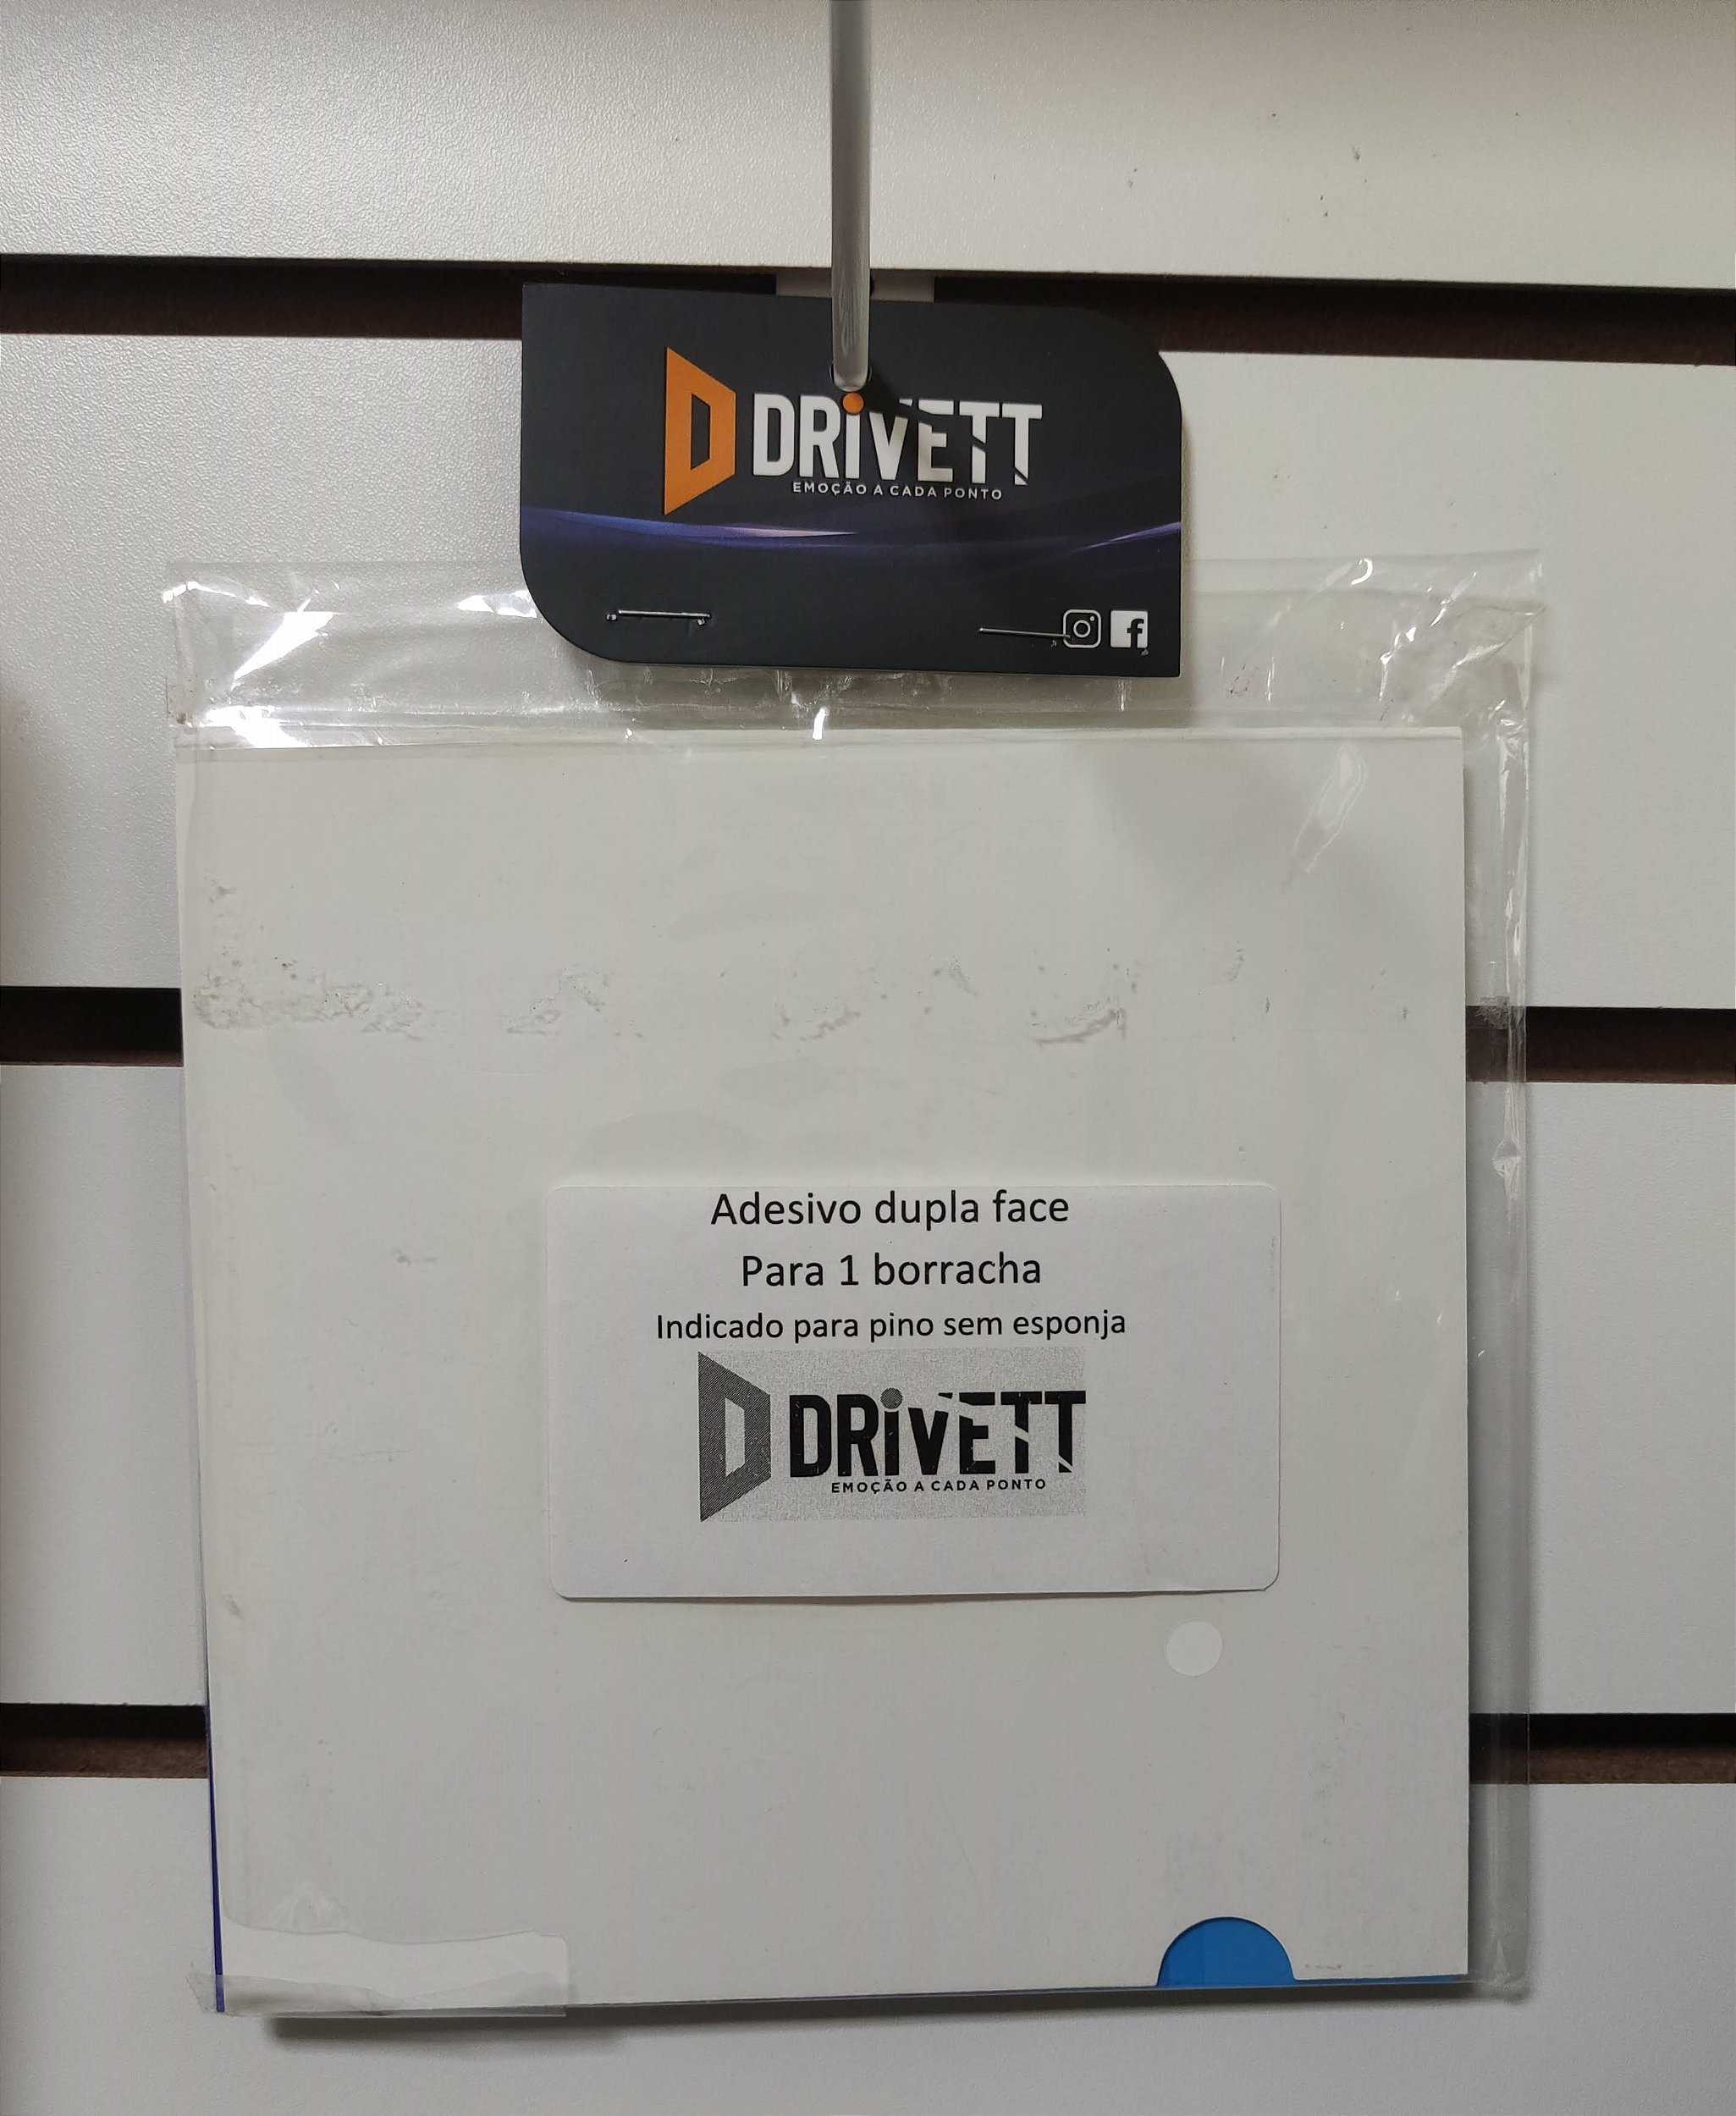 DRiVETT
EMOÇÃO A CADA PONTO
Adesivo dupla face
Para 1 borracha
Indicado para pino sem esponja
DRiVETT
EMOÇÃO A CADA PONTO